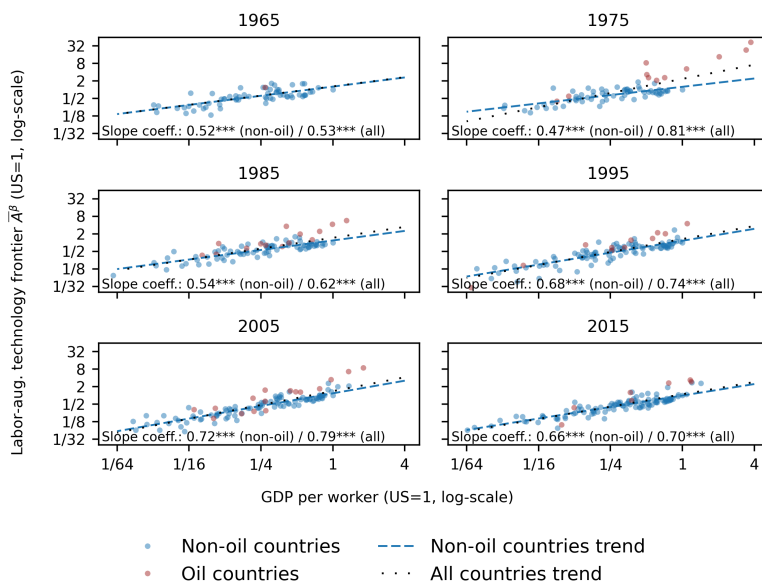 1965
1975
32
8
2
1/2
1/8
1/32
Slope coeff.: 0.52*** (non-oil) / 0.53*** (all)
Slope coeff.: 0.47*** (non-oil) / 0.81*** (all)
1985
1995
32
8
2
1/2
1/8
1/32
Slope coeff.: 0.54*** (non-oil) / 0.62*** (all)
Slope coeff.: 0.68*** (non-oil) / 0.74*** (all)
2005
2015
32
8
2
1/2
1/8
1/32
Slope coeff.: 0.72*** (non-oil) / 0.79*** (all)
Slope coeff.: 0.66*** (non-oil) / 0.70*** (all)
1/64 1/16 1/4 1 4
1/64 1/16 1/4 1 4
Labor-aug. technology frontier A̅^β (US=1, log-scale)
GDP per worker (US=1, log-scale)
Non-oil countries
Non-oil countries trend
Oil countries
All countries trend